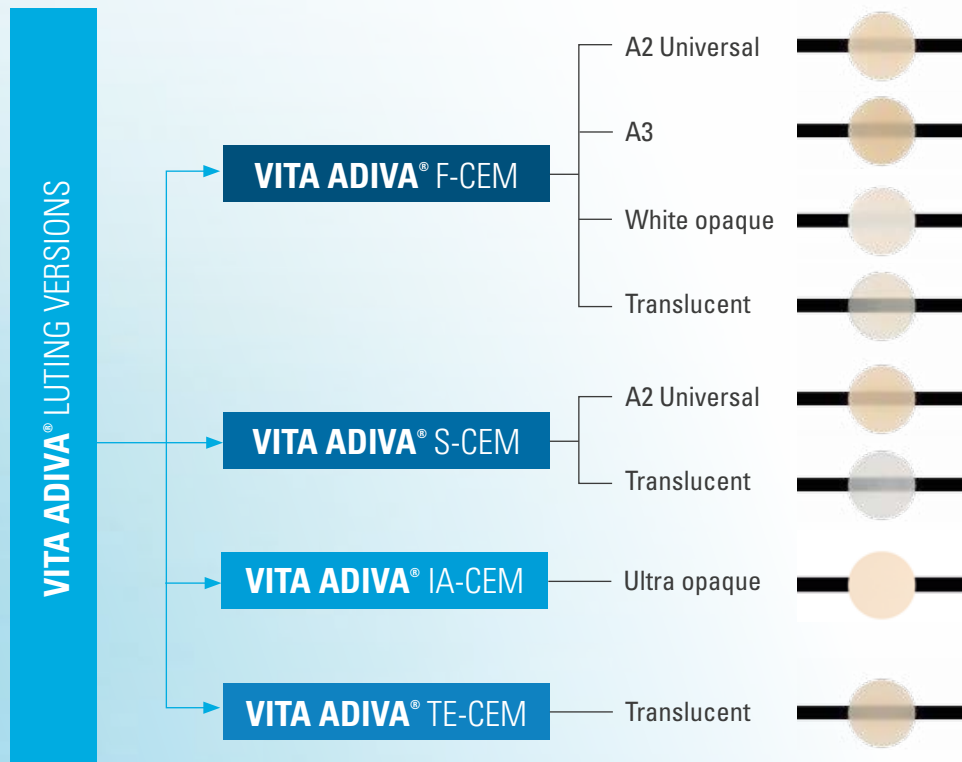 VITA ADIVA® LUTING VERSIONS
VITA ADIVA® F-CEM
A2 Universal
A3
White opaque
Translucent
VITA ADIVA® S-CEM
A2 Universal
Translucent
VITA ADIVA® IA-CEM
Ultra opaque
VITA ADIVA® TE-CEM
Translucent